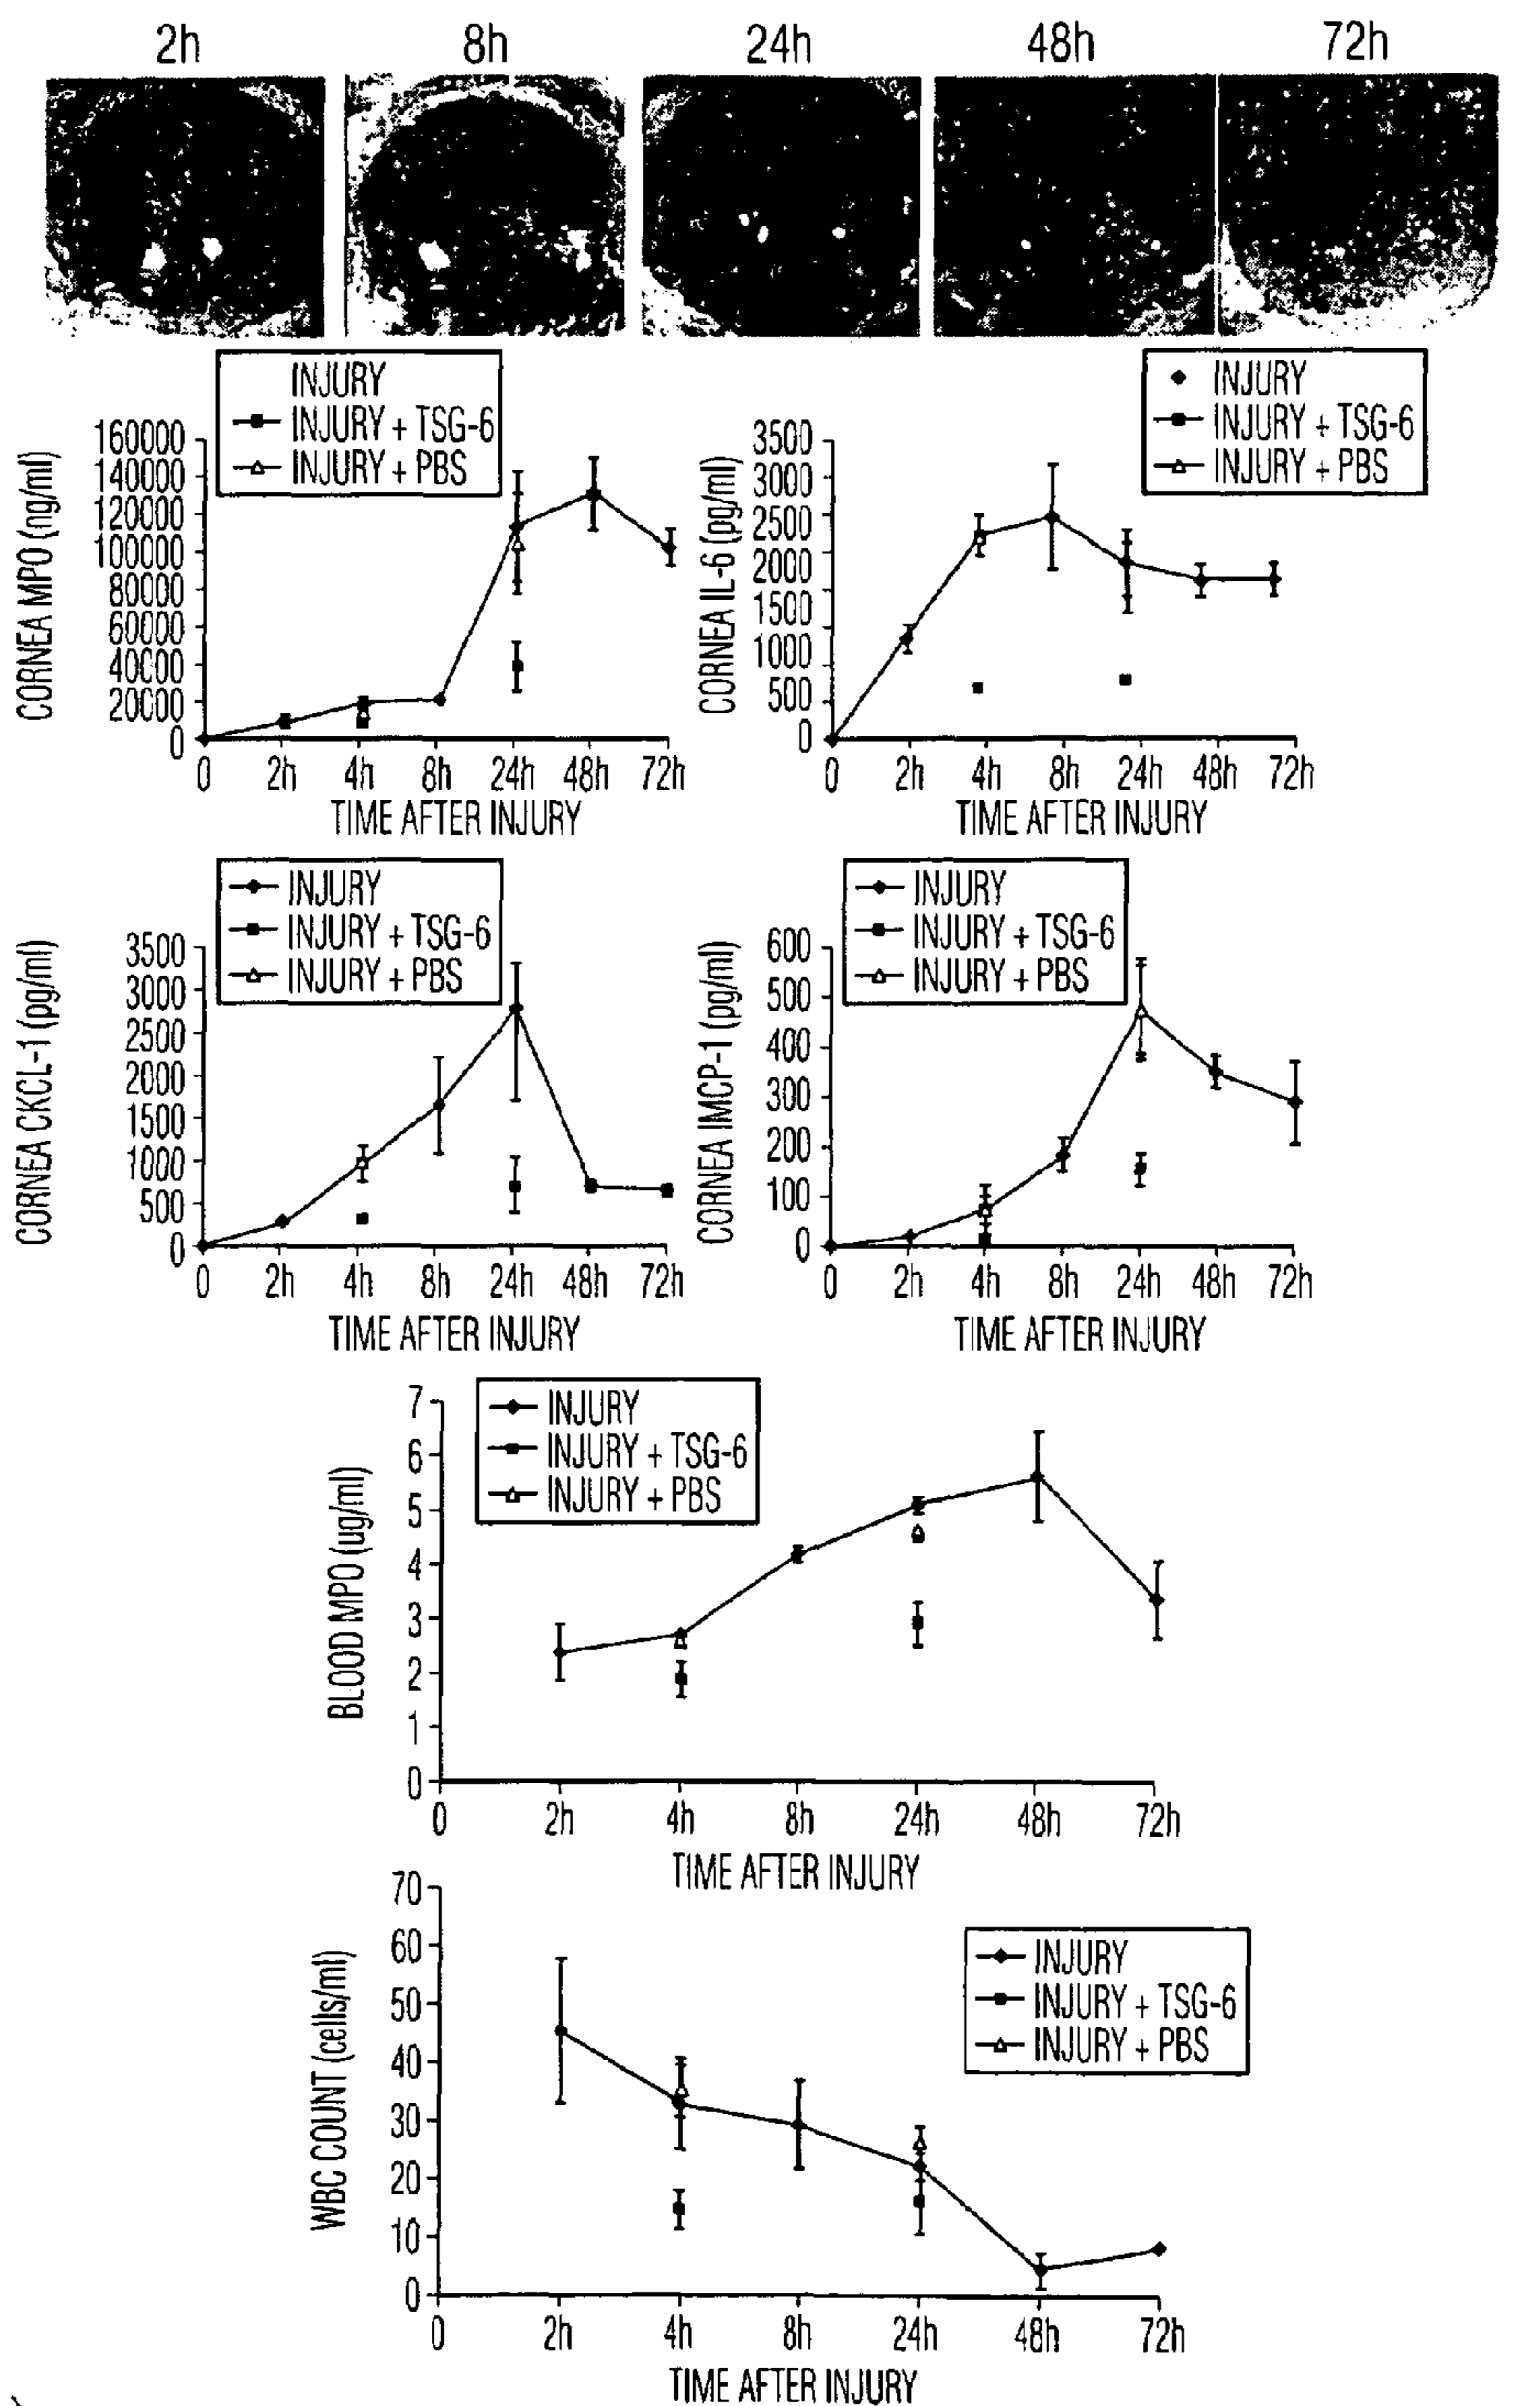 2h 8h 24h 48h 72h
INJURY
INJURY + TSG-6
INJURY + PBS
CORNEA MPO (ng/ml)
160000
140000
120000
100000
80000
60000
40000
20000
0
0 2h 4h 8h 24h 48h 72h
TIME AFTER INJURY
INJURY
INJURY + TSG-6
INJURY + PBS
CORNEA IL-6 (pg/ml)
3500
3000
2500
2000
1500
1000
500
0
0 2h 4h 8h 24h 48h 72h
TIME AFTER INJURY
INJURY
INJURY + TSG-6
INJURY + PBS
CORNEA CKCL-1 (pg/ml)
3500
3000
2500
2000
1500
1000
500
0
0 2h 4h 8h 24h 48h 72h
TIME AFTER INJURY
INJURY
INJURY + TSG-6
INJURY + PBS
CORNEA IMCP-1 (pg/ml)
600
500
400
300
200
100
0
0 2h 4h 8h 24h 48h 72h
TIME AFTER INJURY
INJURY
INJURY + TSG-6
INJURY + PBS
BLOOD MPO (ug/ml)
7
6
5
4
3
2
1
0
0 2h 4h 8h 24h 48h 72h
TIME AFTER INJURY
INJURY
INJURY + TSG-6
INJURY + PBS
WBC COUNT (cells/ml)
70
60
50
40
30
20
10
0
0 2h 4h 8h 24h 48h 72h
TIME AFTER INJURY